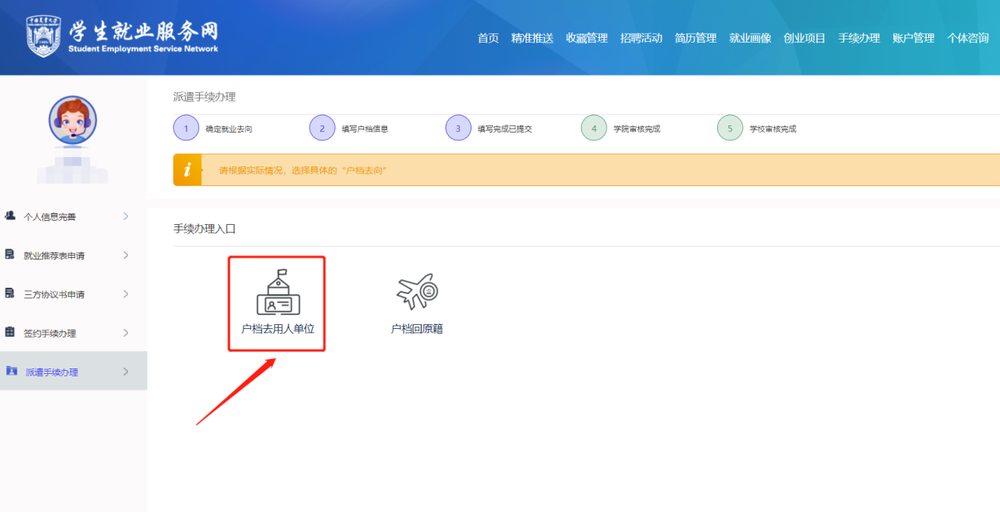 中国农业大学
学生就业服务网
Student Employment Service Network
首页 精准推送 收藏管理 招聘活动 简历管理 就业画像 创业项目 手续办理 账户管理 个体咨询
派遣手续办理
1 确定就业去向 2 填写户档信息 3 填写完成已提交 4 学院审核完成 5 学校审核完成
i 请根据实际情况，选择具体的“户档去向”
个人信息完善
就业推荐表申请
三方协议书申请
签约手续办理
派遣手续办理
手续办理入口
户档去用人单位 户档回原籍